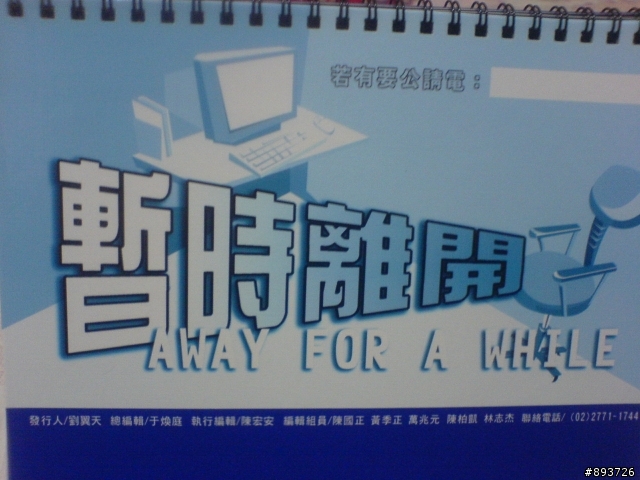 若有要公請電：
暫時離開
AWAY FOR A WHILE
發行人/劉翼天 總編輯/于煥庭 執行編輯/陳宏安 編輯組員/陳國正 黃季正 萬兆元 陳柏凱 林志杰 聯絡電話/(02)2771-1744
#893726